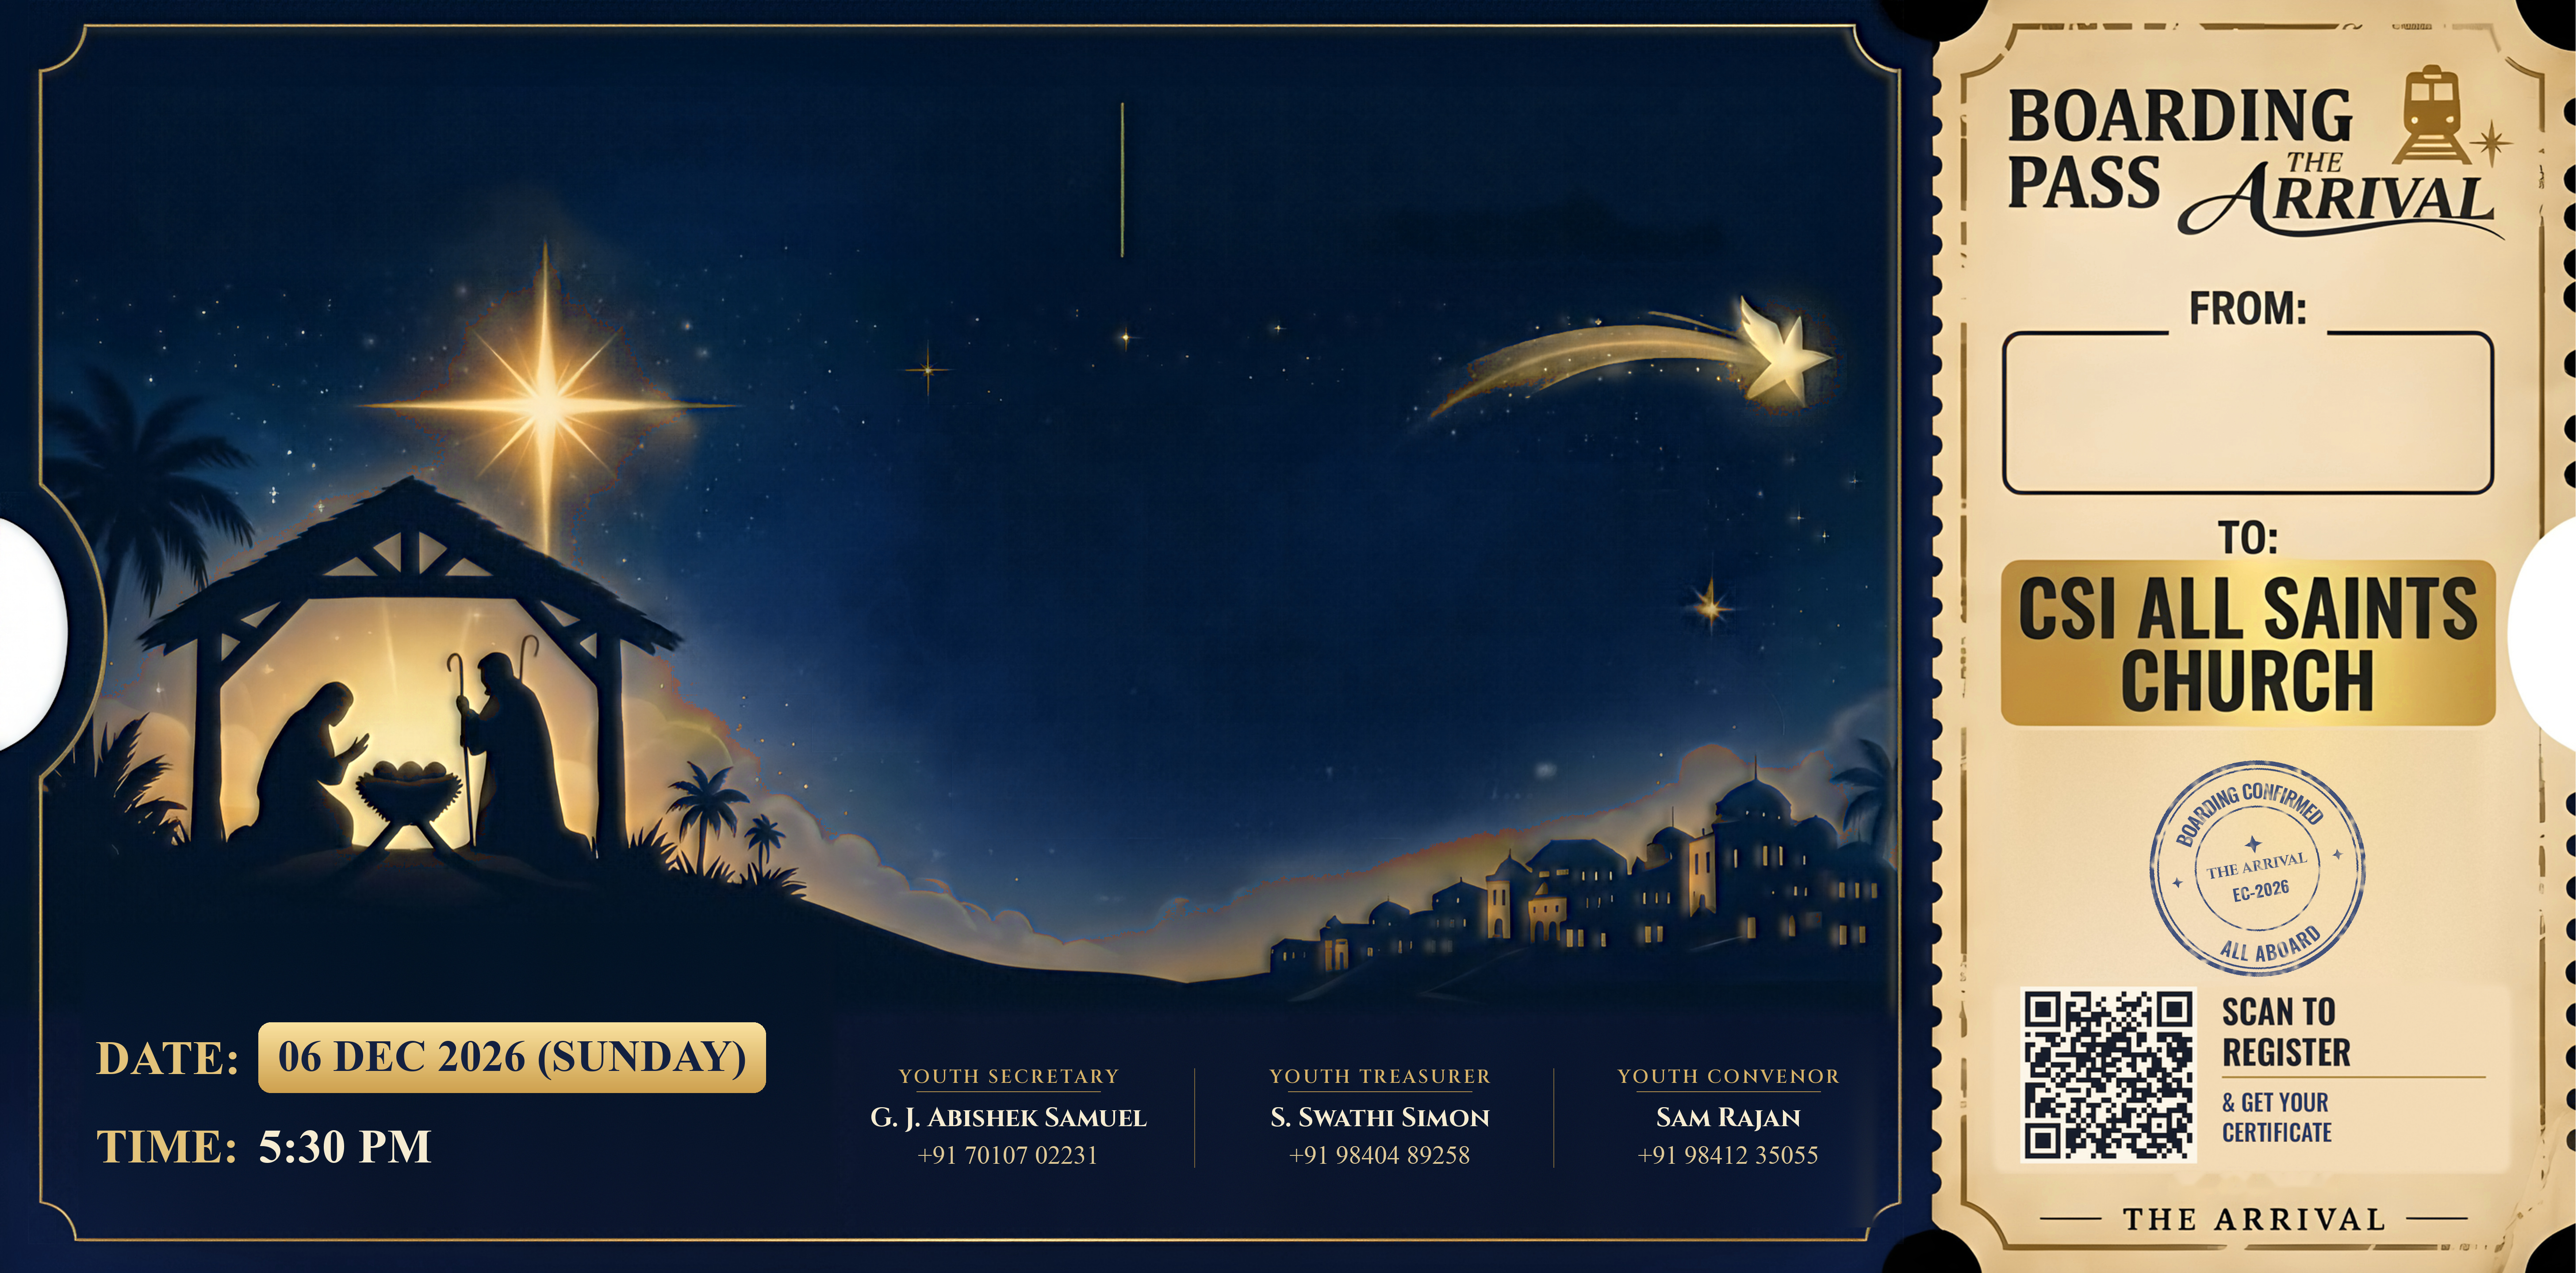 DATE: 06 DEC 2026 (SUNDAY)
TIME: 5:30 PM
YOUTH SECRETARY
G. J. ABISHEK SAMUEL
+91 70107 02231
YOUTH TREASURER
S. SWATHI SIMON
+91 98404 89258
YOUTH CONVENOR
SAM RAJAN
+91 98412 35055
BOARDING
PASS
THE
ARRIVAL
FROM:
TO:
CSI ALL SAINTS
CHURCH
BOARDING CONFIRMED
THE ARRIVAL
EC-2026
ALL ABOARD
SCAN TO
REGISTER
& GET YOUR
CERTIFICATE
THE ARRIVAL